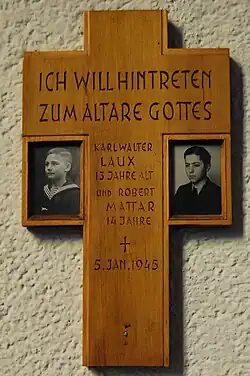 ICH WILL HINTRETEN
ZUM ALTARE GOTTES
KARLWALTER
LAUX
13 JAHRE ALT
UND ROBERT
MATTAR
14 JAHRE
†
5. JAN. 1945